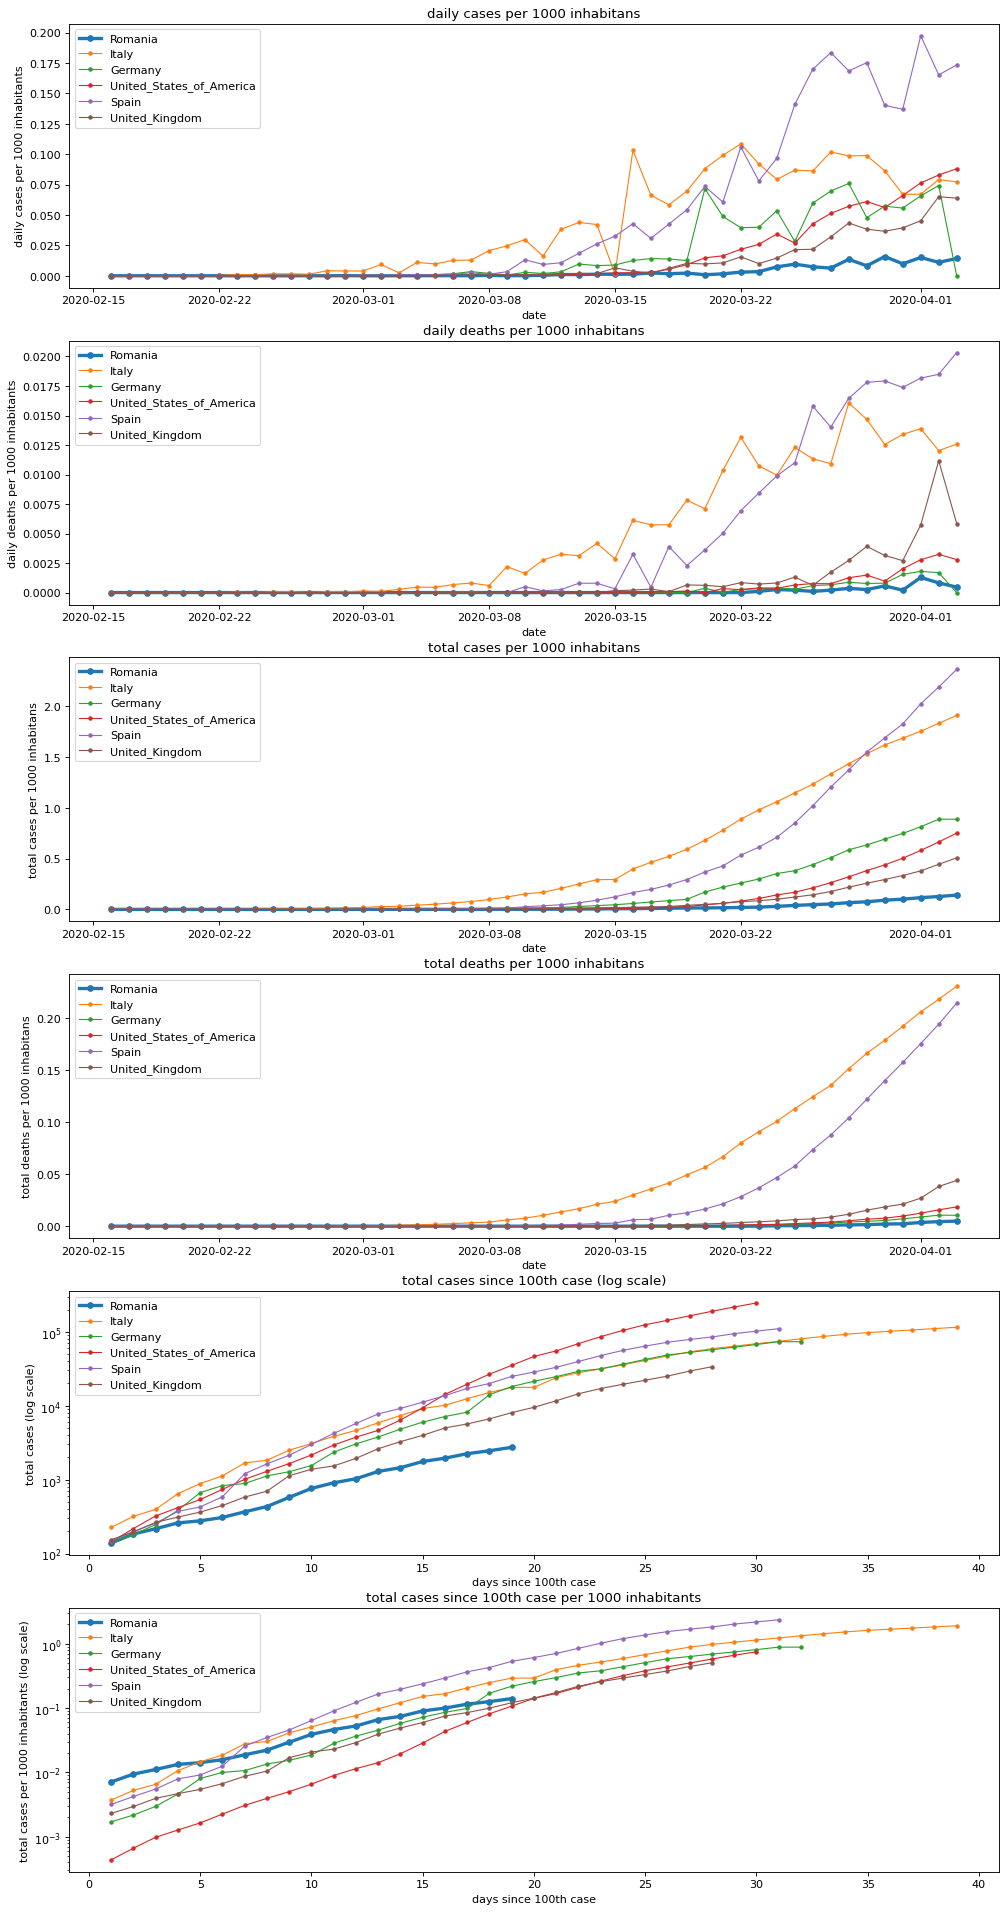 daily cases per 1000 inhabitans
daily cases per 1000 inhabitants
0.200
0.175
0.150
0.125
0.100
0.075
0.050
0.025
0.000
Romania
Italy
Germany
United_States_of_America
Spain
United_Kingdom
2020-02-15 2020-02-22 2020-03-01 2020-03-08 2020-03-15 2020-03-22 2020-04-01
date
daily deaths per 1000 inhabitans
daily deaths per 1000 inhabitants
0.0200
0.0175
0.0150
0.0125
0.0100
0.0075
0.0050
0.0025
0.0000
Romania
Italy
Germany
United_States_of_America
Spain
United_Kingdom
2020-02-15 2020-02-22 2020-03-01 2020-03-08 2020-03-15 2020-03-22 2020-04-01
date
total cases per 1000 inhabitans
total cases per 1000 inhabitans
2.0
1.5
1.0
0.5
0.0
Romania
Italy
Germany
United_States_of_America
Spain
United_Kingdom
2020-02-15 2020-02-22 2020-03-01 2020-03-08 2020-03-15 2020-03-22 2020-04-01
date
total deaths per 1000 inhabitans
total deaths per 1000 inhabitans
0.20
0.15
0.10
0.05
0.00
Romania
Italy
Germany
United_States_of_America
Spain
United_Kingdom
2020-02-15 2020-02-22 2020-03-01 2020-03-08 2020-03-15 2020-03-22 2020-04-01
date
total cases since 100th case (log scale)
total cases (log scale)
10⁵
10⁴
10³
10²
Romania
Italy
Germany
United_States_of_America
Spain
United_Kingdom
0 5 10 15 20 25 30 35 40
days since 100th case
total cases since 100th case per 1000 inhabitants
total cases per 1000 inhabitants (log scale)
10⁰
10⁻¹
10⁻²
10⁻³
Romania
Italy
Germany
United_States_of_America
Spain
United_Kingdom
0 5 10 15 20 25 30 35 40
days since 100th case